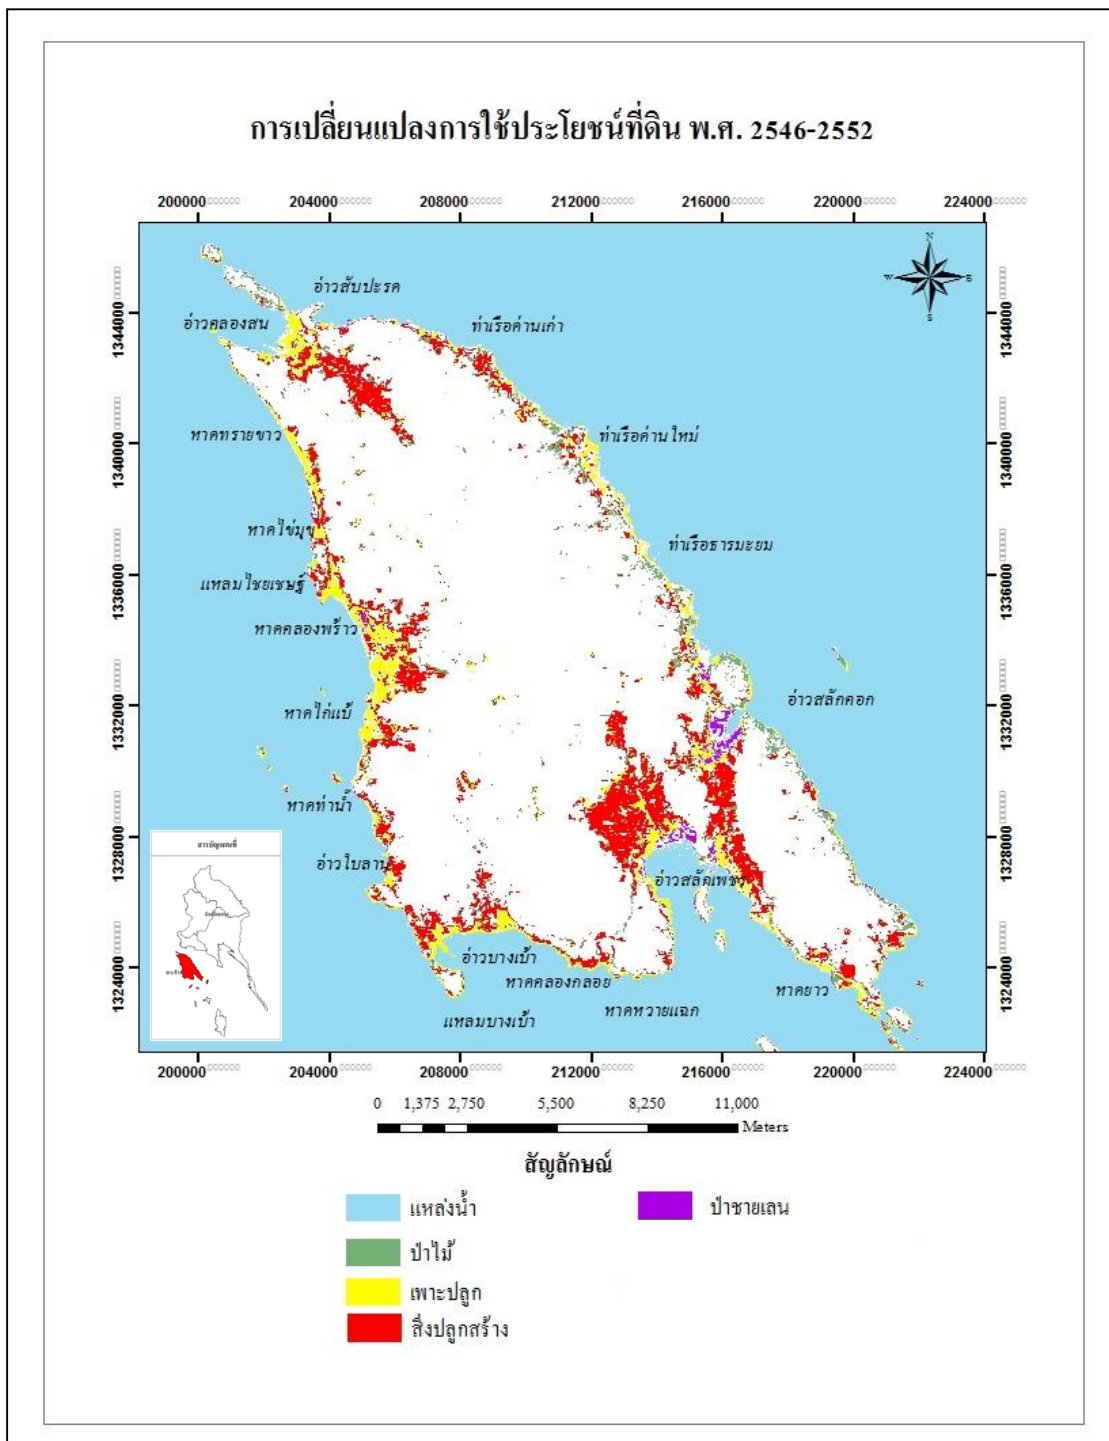 การเปลี่ยนแปลงการใช้ประโยชน์ที่ดิน พ.ศ. 2546-2552
200000 204000 208000 212000 216000 220000 224000
N
W E
S
อ่าวสับปะรด
อ่าวคลองสน
ท่าเรือด่านเก่า
1344000 1344000
หาดทรายขาว
ท่าเรือด่านใหม่
1340000 1340000
หาดไข่มุข
ท่าเรือธารมะยม
แหลมไชยเชษฐ์
1336000 1336000
หาดคลองพร้าว
อ่าวสลักคอก
หาดไก่แบ้
1332000 1332000
หาดท่าน้ำ
1328000 1328000
สารบัญแผนที่
อ่าวใบลาน
อ่าวสลักเพชร
อ่าวบางเบ้า
1324000 1324000
หาดคลองกลอย
หาดยาว
หาดหวายแฉก
แหลมบางเบ้า
200000 204000 208000 212000 216000 220000 224000
0 1,375 2,750 5,500 8,250 11,000
Meters
สัญลักษณ์
แหล่งน้ำ
ป่าชายเลน
ป่าไม้
เพาะปลูก
สิ่งปลูกสร้าง